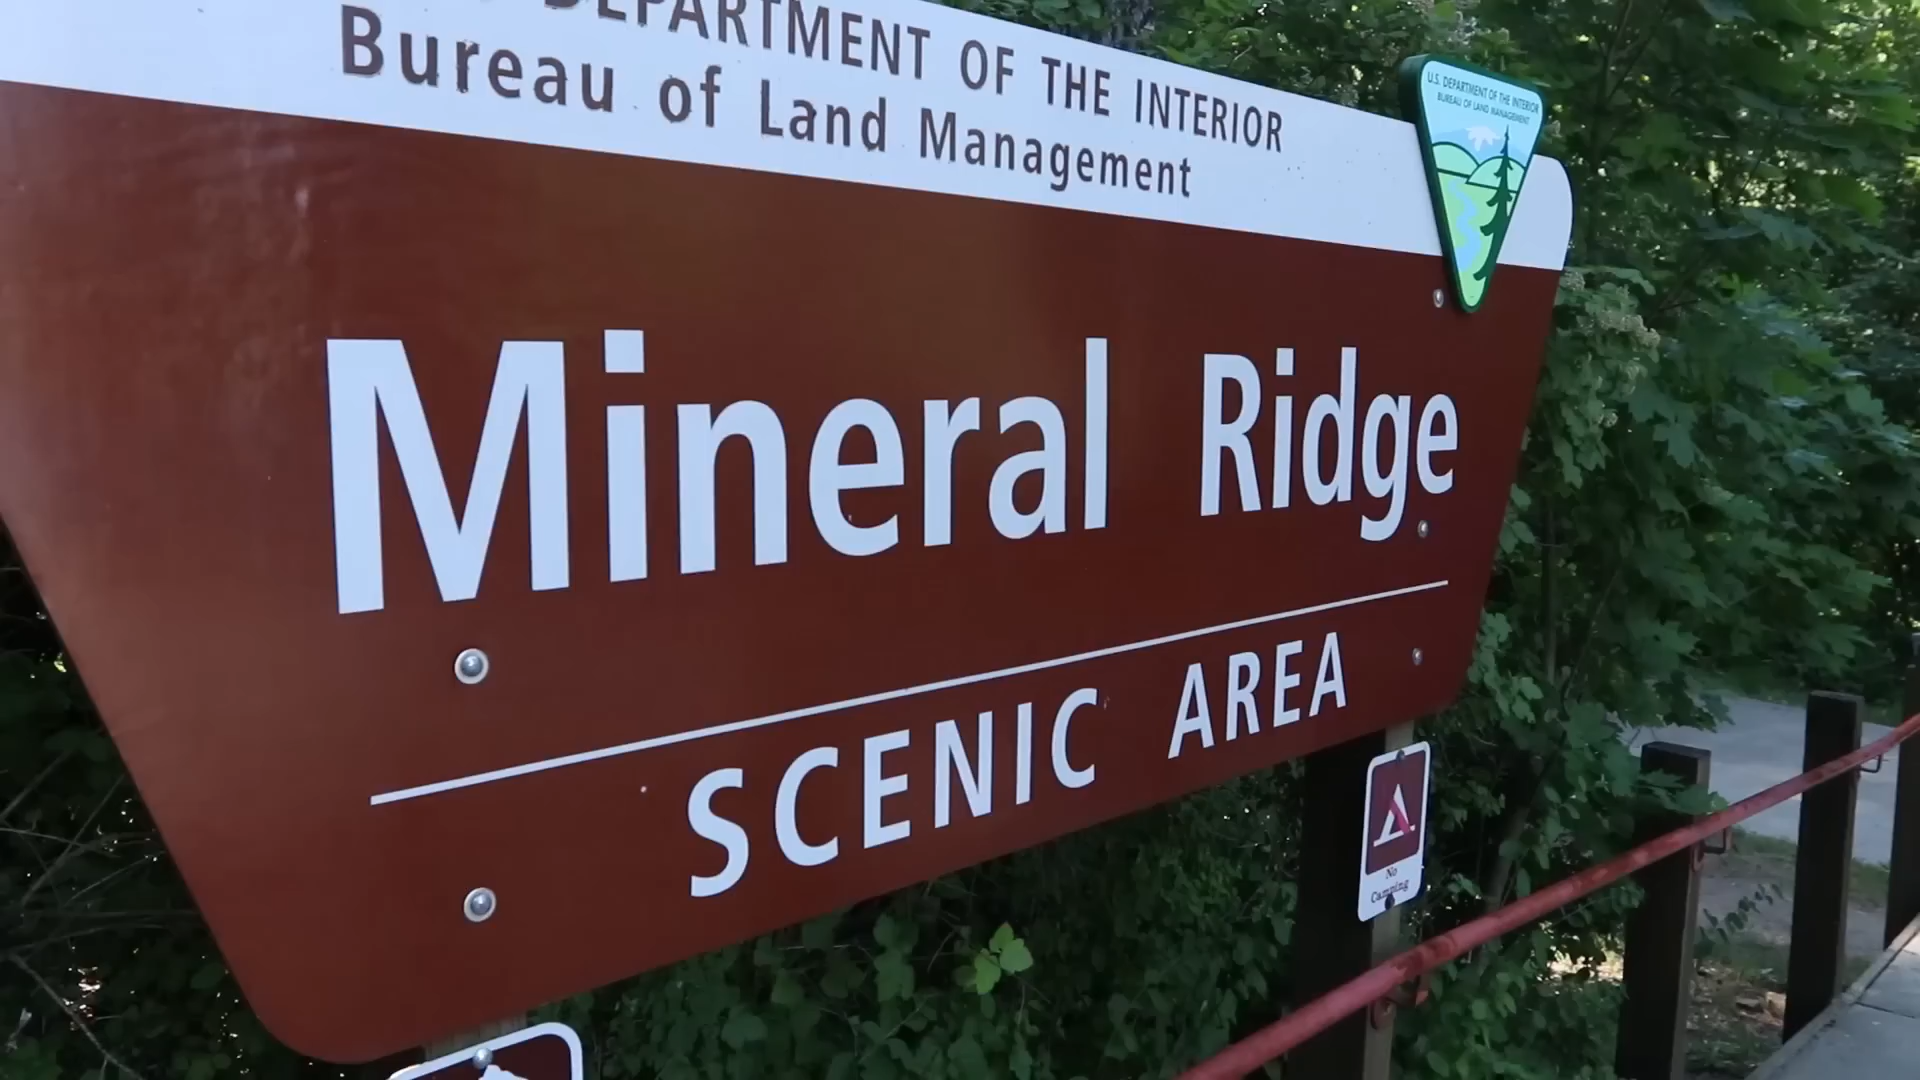 DEPARTMENT OF THE INTERIOR
Bureau of Land Management
U.S. DEPARTMENT OF THE INTERIOR
BUREAU OF LAND MANAGEMENT
Mineral Ridge
SCENIC AREA
No
Camping